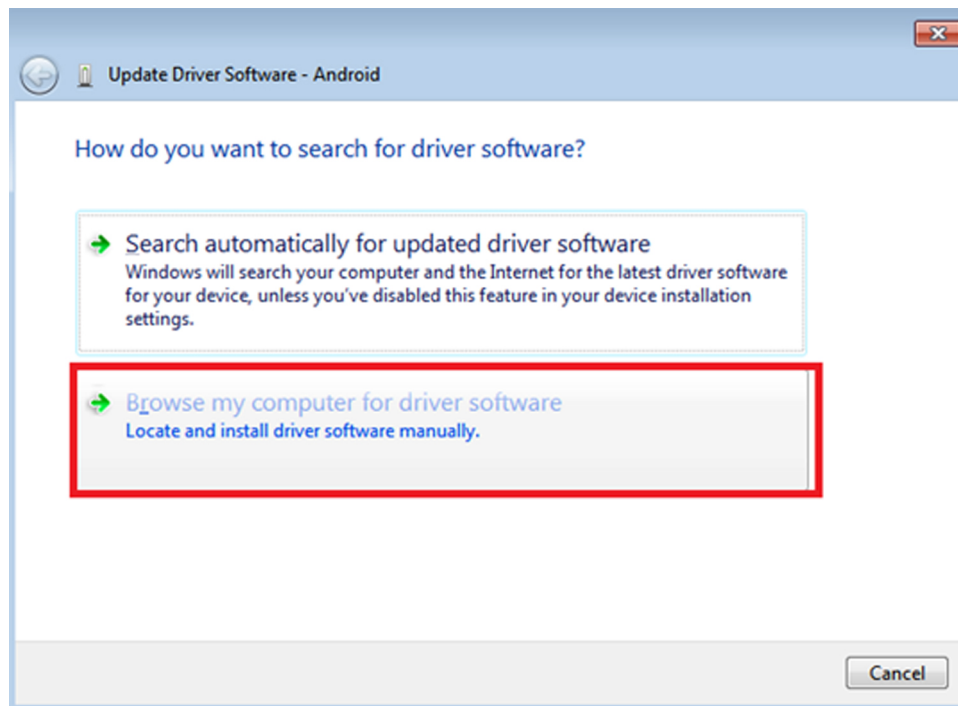 Update Driver Software - Android
How do you want to search for driver software?
Search automatically for updated driver software
Windows will search your computer and the Internet for the latest driver software
for your device, unless you've disabled this feature in your device installation
settings.
Browse my computer for driver software
Locate and install driver software manually.
Cancel